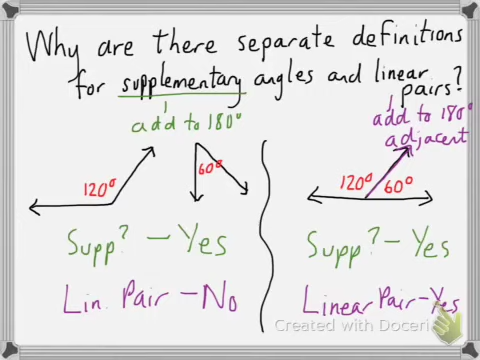 Why are there separate definitions
for supplementary angles and linear
pairs?
add to 180°
add to 180°
adjacent
120°
60°
120°
60°
Supp? - Yes
Lin. Pair - No
Supp? - Yes
Linear Pair - Yes
Created with Doceri